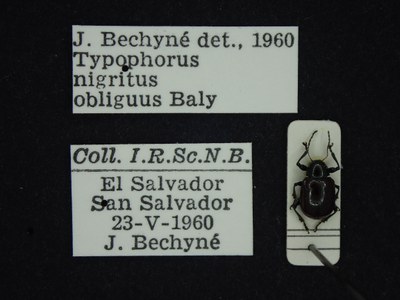 J. Bechyné det., 1960
Typophorus
nigritus
obliguus Baly
Coll. I.R.Sc.N.B.
El Salvador
San Salvador
23-V-1960
J. Bechyné